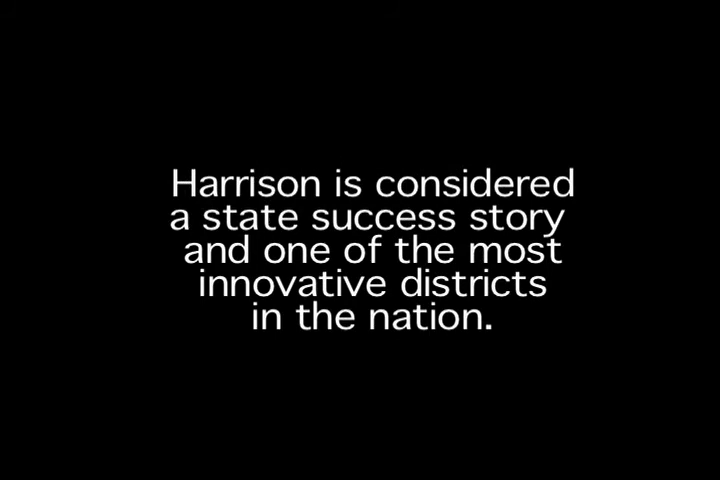 Harrison is considered
a state success story
and one of the most
innovative districts
in the nation.